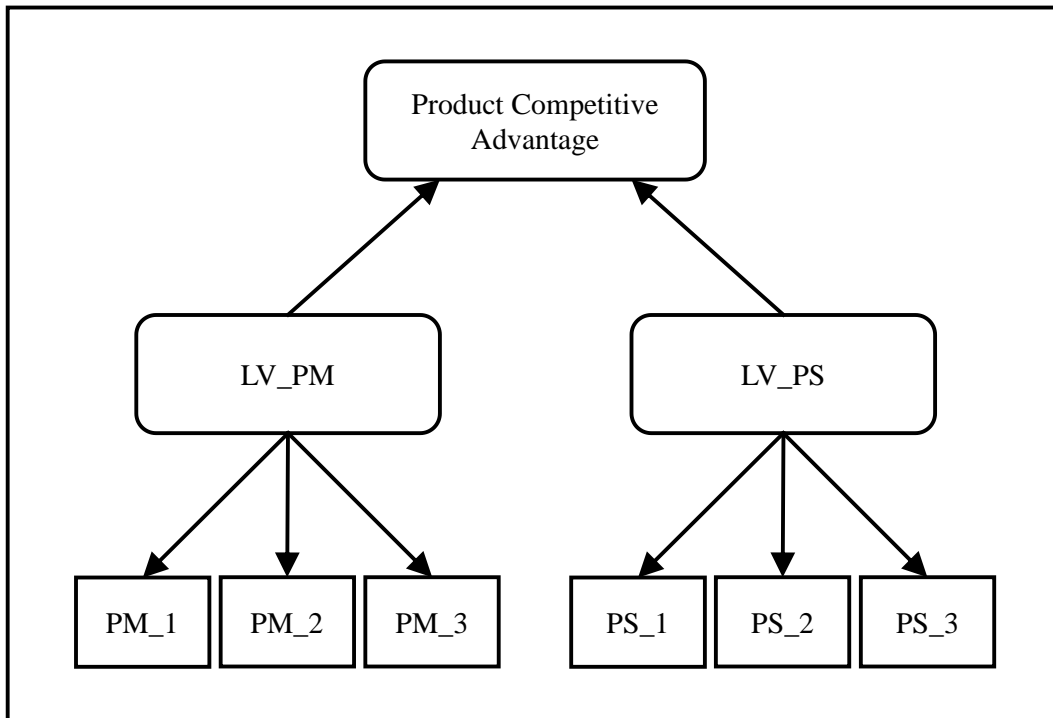 Product Competitive
Advantage
LV_PM
LV_PS
PM_1
PM_2
PM_3
PS_1
PS_2
PS_3